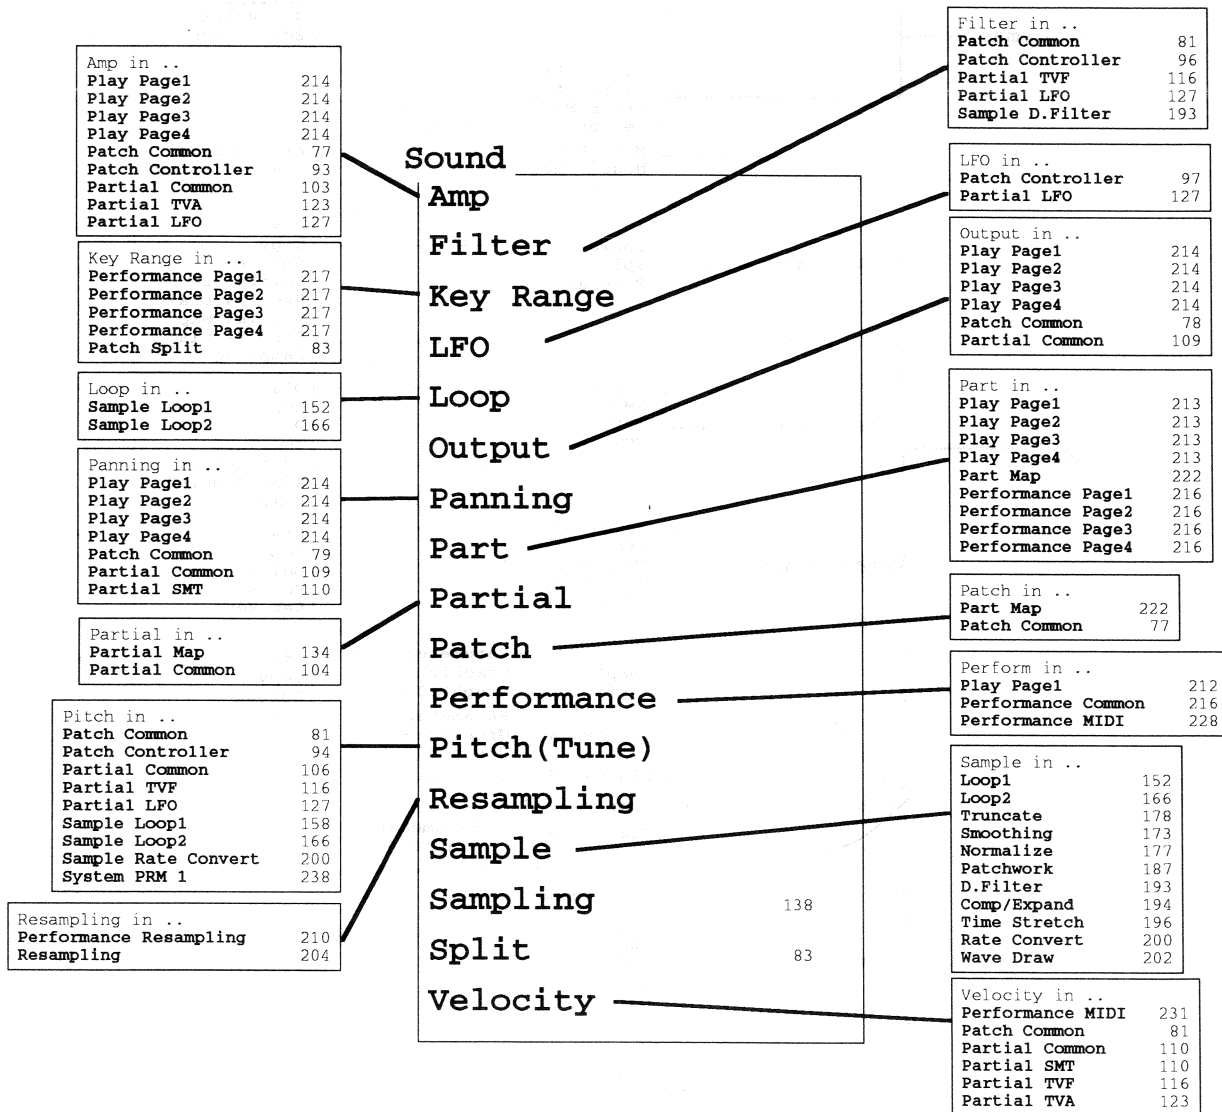 Amp in ..
Play Page1 214
Play Page2 214
Play Page3 214
Play Page4 214
Patch Common 77
Patch Controller 93
Partial Common 103
Partial TVA 123
Partial LFO 127
Key Range in ..
Performance Page1 217
Performance Page2 217
Performance Page3 217
Performance Page4 217
Patch Split 83
Loop in ..
Sample Loop1 152
Sample Loop2 166
Panning in ..
Play Page1 214
Play Page2 214
Play Page3 214
Play Page4 214
Patch Common 79
Partial Common 109
Partial SMT 110
Partial in ..
Partial Map 134
Partial Common 104
Pitch in ..
Patch Common 81
Patch Controller 94
Partial Common 106
Partial TVF 116
Partial LFO 127
Sample Loop1 158
Sample Loop2 166
Sample Rate Convert 200
System PRM 1 238
Resampling in ..
Performance Resampling 210
Resampling 204
Sound
Amp
Filter
Key Range
LFO
Loop
Output
Panning
Part
Partial
Patch
Performance
Pitch(Tune)
Resampling
Sample
Sampling 138
Split 83
Velocity
Filter in ..
Patch Common 81
Patch Controller 96
Partial TVF 116
Partial LFO 127
Sample D.Filter 193
LFO in ..
Patch Controller 97
Partial LFO 127
Output in ..
Play Page1 214
Play Page2 214
Play Page3 214
Play Page4 214
Patch Common 78
Partial Common 109
Part in ..
Play Page1 213
Play Page2 213
Play Page3 213
Play Page4 213
Part Map 222
Performance Page1 216
Performance Page2 216
Performance Page3 216
Performance Page4 216
Patch in ..
Part Map 222
Patch Common 77
Perform in ..
Play Page1 212
Performance Common 216
Performance MIDI 228
Sample in ..
Loop1 152
Loop2 166
Truncate 178
Smoothing 173
Normalize 177
Patchwork 187
D.Filter 193
Comp/Expand 194
Time Stretch 196
Rate Convert 200
Wave Draw 202
Velocity in ..
Performance MIDI 231
Patch Common 81
Partial Common 110
Partial SMT 110
Partial TVF 116
Partial TVA 123